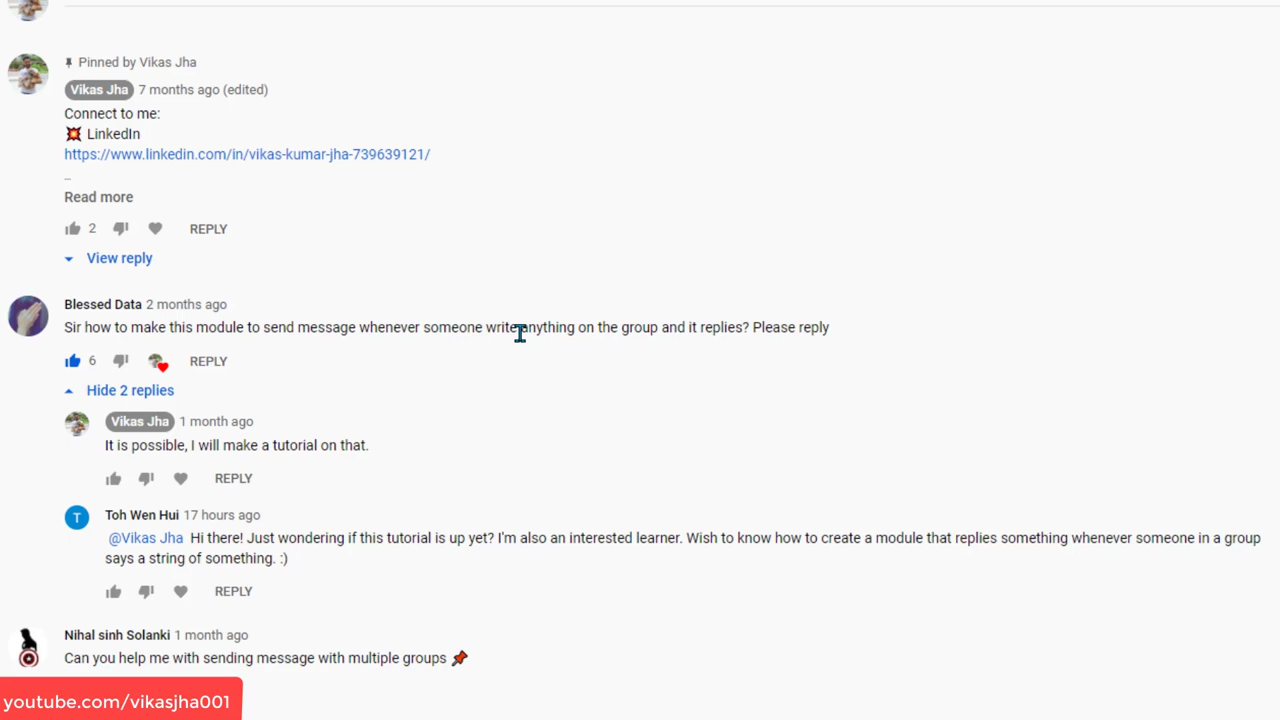 Pinned by Vikas Jha
Vikas Jha 7 months ago (edited)
Connect to me:
💥 LinkedIn
https://www.linkedin.com/in/vikas-kumar-jha-739639121/
_
Read more
2 REPLY
View reply
Blessed Data 2 months ago
Sir how to make this module to send message whenever someone write anything on the group and it replies? Please reply
6 REPLY
Hide 2 replies
Vikas Jha 1 month ago
It is possible, I will make a tutorial on that.
REPLY
T
Toh Wen Hui 17 hours ago
@Vikas Jha Hi there! Just wondering if this tutorial is up yet? I'm also an interested learner. Wish to know how to create a module that replies something whenever someone in a group
says a string of something. :)
REPLY
Nihal sinh Solanki 1 month ago
Can you help me with sending message with multiple groups 📌
youtube.com/vikasjha001